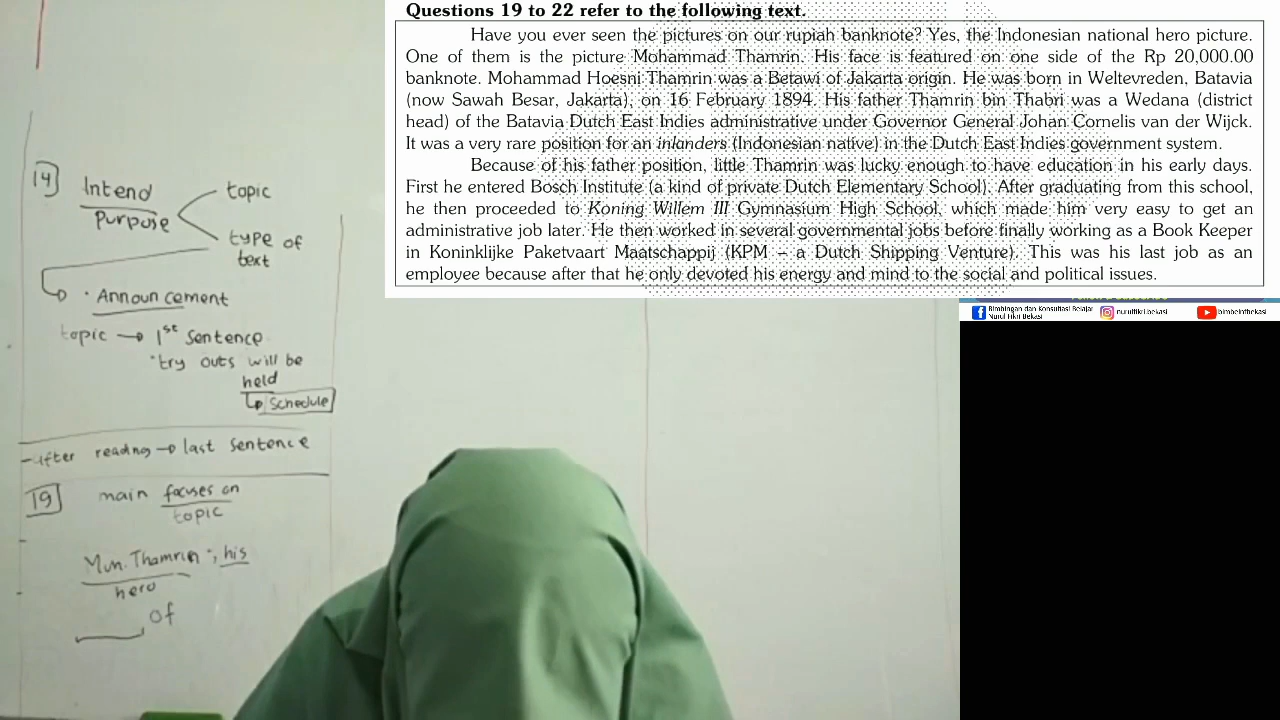 Questions 19 to 22 refer to the following text.
Have you ever seen the pictures on our rupiah banknote? Yes, the Indonesian national hero picture.
One of them is the picture Mohammad Thamrin. His face is featured on one side of the Rp 20,000.00
banknote. Mohammad Hoesni Thamrin was a Betawi of Jakarta origin. He was born in Weltevreden, Batavia
(now Sawah Besar, Jakarta), on 16 February 1894. His father Thamrin bin Thabri was a Wedana (district
head) of the Batavia Dutch East Indies administrative under Governor General Johan Cornelis van der Wijck.
It was a very rare position for an inlanders (Indonesian native) in the Dutch East Indies government system.
Because of his father position, little Thamrin was lucky enough to have education in his early days.
First he entered Bosch Institute (a kind of private Dutch Elementary School). After graduating from this school,
he then proceeded to Koning Willem III Gymnasium High School, which made him very easy to get an
administrative job later. He then worked in several governmental jobs before finally working as a Book Keeper
in Koninklijke Paketvaart Maatschappij (KPM – a Dutch Shipping Venture). This was his last job as an
employee because after that he only devoted his energy and mind to the social and political issues.
Bimbingan dan Konsultasi Belajar
Nurul Fikri Bekasi
nurulfikri.bekasi
14
Intend
Purpose
topic
type of
text
· Announcement
topic → 1st Sentence
try outs will be
held
Schedule
- after reading → last sentence
19 main focuses on
topic
Mun. Thamrin, his
hero
of